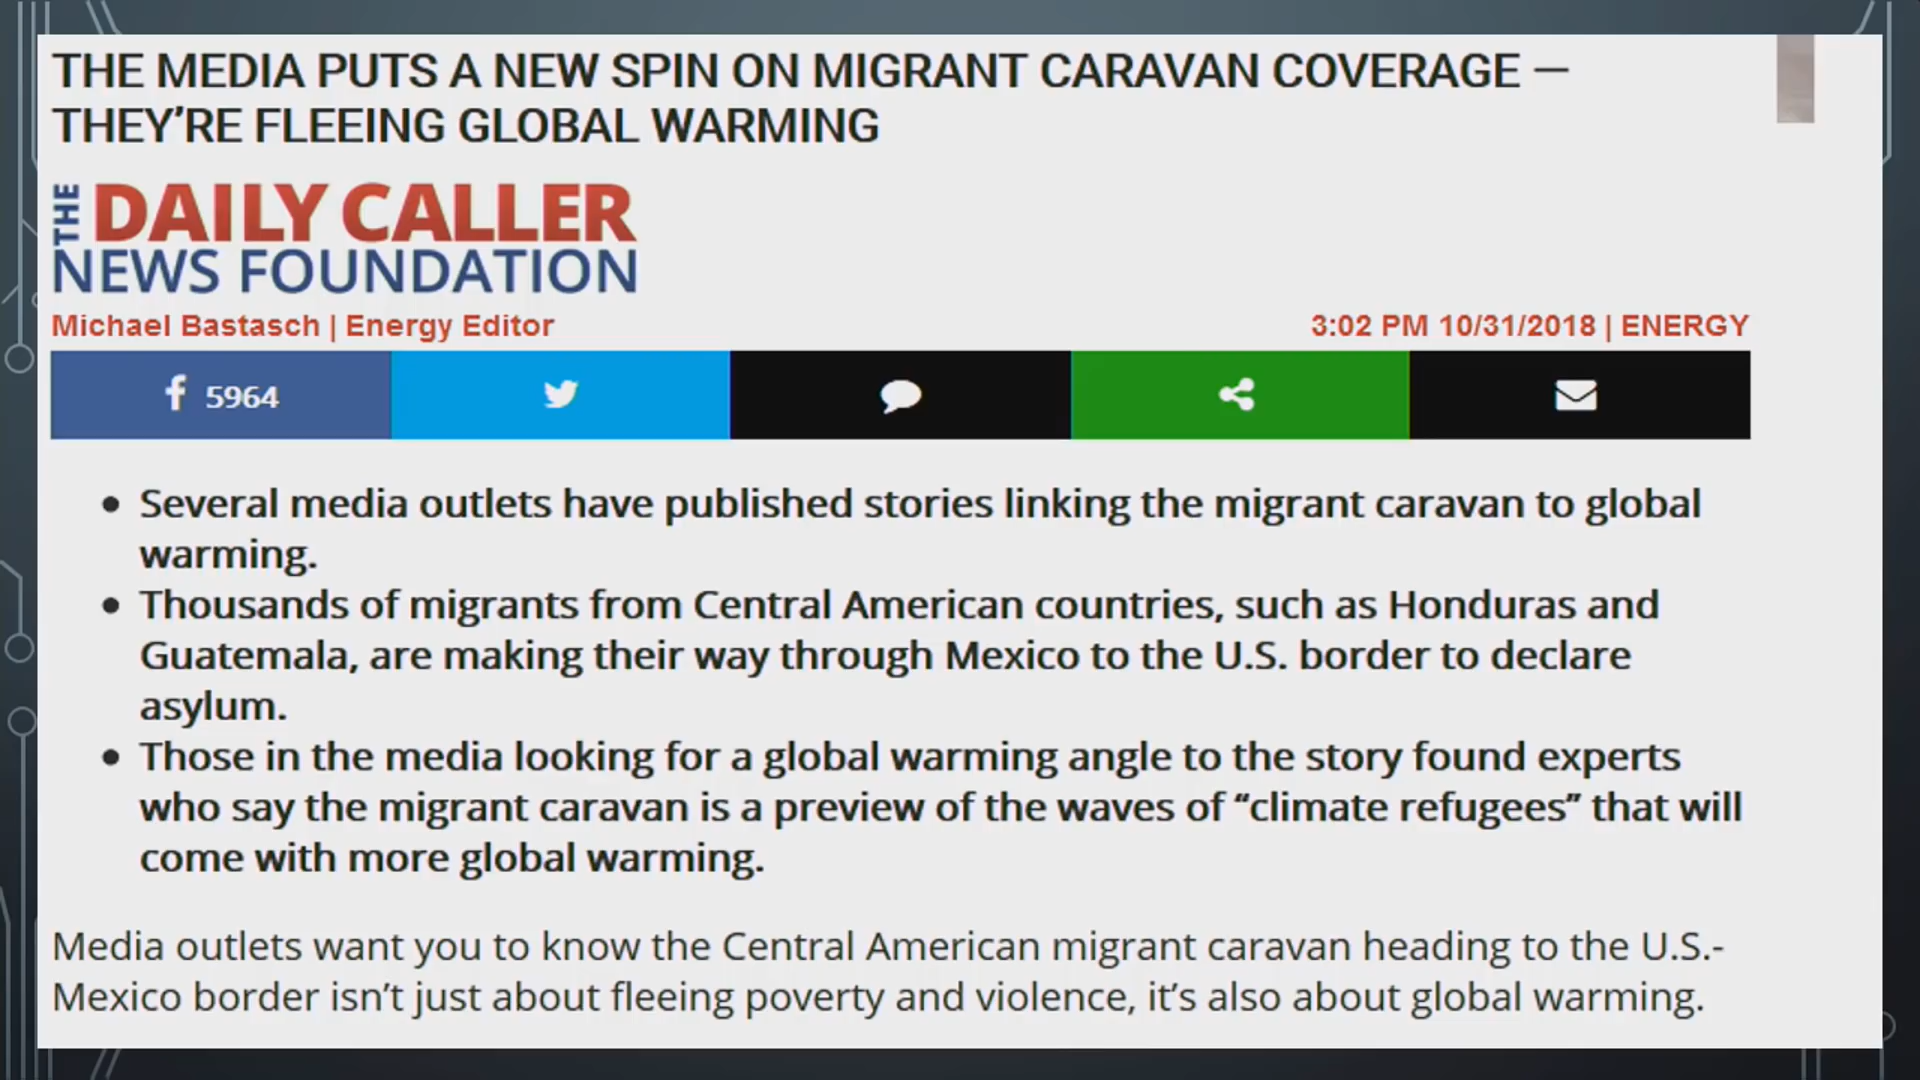 THE MEDIA PUTS A NEW SPIN ON MIGRANT CARAVAN COVERAGE —
THEY’RE FLEEING GLOBAL WARMING
THE DAILY CALLER
NEWS FOUNDATION
Michael Bastasch | Energy Editor
3:02 PM 10/31/2018 | ENERGY
5964
• Several media outlets have published stories linking the migrant caravan to global
warming.
• Thousands of migrants from Central American countries, such as Honduras and
Guatemala, are making their way through Mexico to the U.S. border to declare
asylum.
• Those in the media looking for a global warming angle to the story found experts
who say the migrant caravan is a preview of the waves of “climate refugees” that will
come with more global warming.
Media outlets want you to know the Central American migrant caravan heading to the U.S.-
Mexico border isn’t just about fleeing poverty and violence, it’s also about global warming.